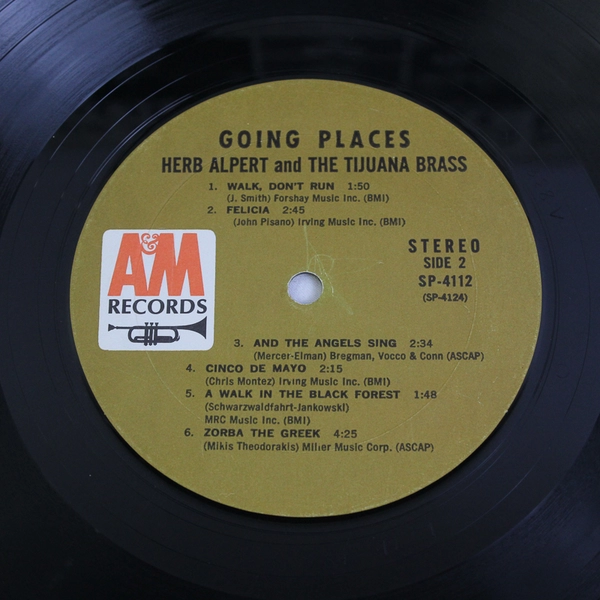 GOING PLACES
HERB ALPERT and THE TIJUANA BRASS
1. WALK, DON'T RUN 1:50
(J. Smith) Forshay Music Inc. (BMI)
2. FELICIA 2:45
(John Pisano) Irving Music Inc. (BMI)
STEREO
SIDE 2
SP-4112
(SP-4124)
A&M
RECORDS
3. AND THE ANGELS SING 2:34
(Mercer-Elman) Bregman, Vocco & Conn (ASCAP)
4. CINCO DE MAYO 2:15
(Chris Montez) Irving Music Inc. (BMI)
5. A WALK IN THE BLACK FOREST 1:48
(Schwarzwaldfahrt-Jankowski)
MRC Music Inc. (BMI)
6. ZORBA THE GREEK 4:25
(Mikis Theodorakis) Miller Music Corp. (ASCAP)